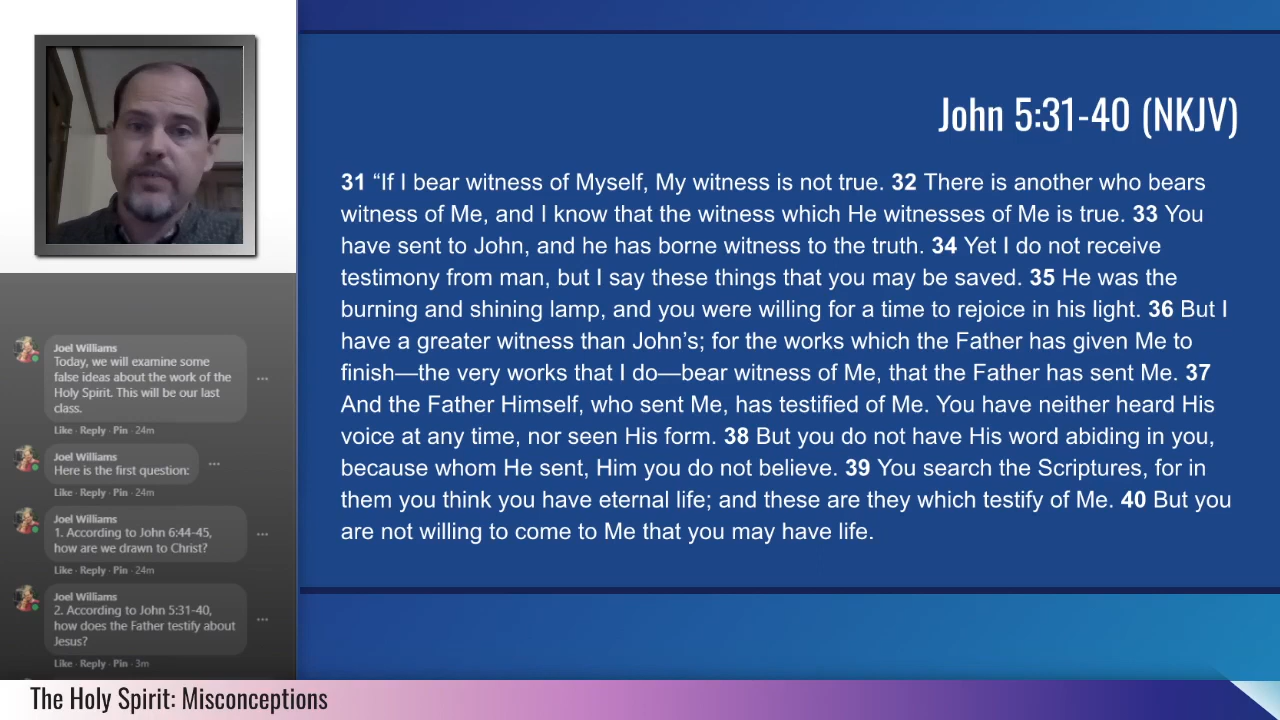 John 5:31-40 (NKJV)
31 “If I bear witness of Myself, My witness is not true. 32 There is another who bears
witness of Me, and I know that the witness which He witnesses of Me is true. 33 You
have sent to John, and he has borne witness to the truth. 34 Yet I do not receive
testimony from man, but I say these things that you may be saved. 35 He was the
burning and shining lamp, and you were willing for a time to rejoice in his light. 36 But I
have a greater witness than John’s; for the works which the Father has given Me to
finish—the very works that I do—bear witness of Me, that the Father has sent Me. 37
And the Father Himself, who sent Me, has testified of Me. You have neither heard His
voice at any time, nor seen His form. 38 But you do not have His word abiding in you,
because whom He sent, Him you do not believe. 39 You search the Scriptures, for in
them you think you have eternal life; and these are they which testify of Me. 40 But you
are not willing to come to Me that you may have life.
Joel Williams
Today, we will examine some
false ideas about the work of the
Holy Spirit. This will be our last
class.
Like · Reply · Pin · 24m
Joel Williams
Here is the first question:
Like · Reply · Pin · 24m
Joel Williams
1. According to John 6:44-45,
how are we drawn to Christ?
Like · Reply · Pin · 24m
Joel Williams
2. According to John 5:31-40,
how does the Father testify about
Jesus?
Like · Reply · Pin · 3m
The Holy Spirit: Misconceptions